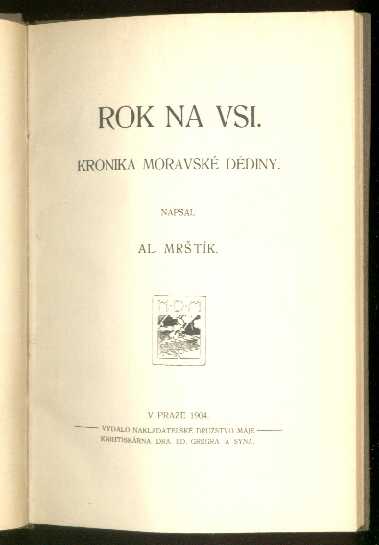 ROK NA VSI.
KRONIKA MORAVSKÉ DĚDINY.
NAPSAL
AL. MRŠTÍK.
V PRAZE 1904.
VYDALO NAKLADATELSKÉ DRUŽSTVO MÁJE
KNIHTISKÁRNA DRA. ED. GRÉGRA A SYNA.